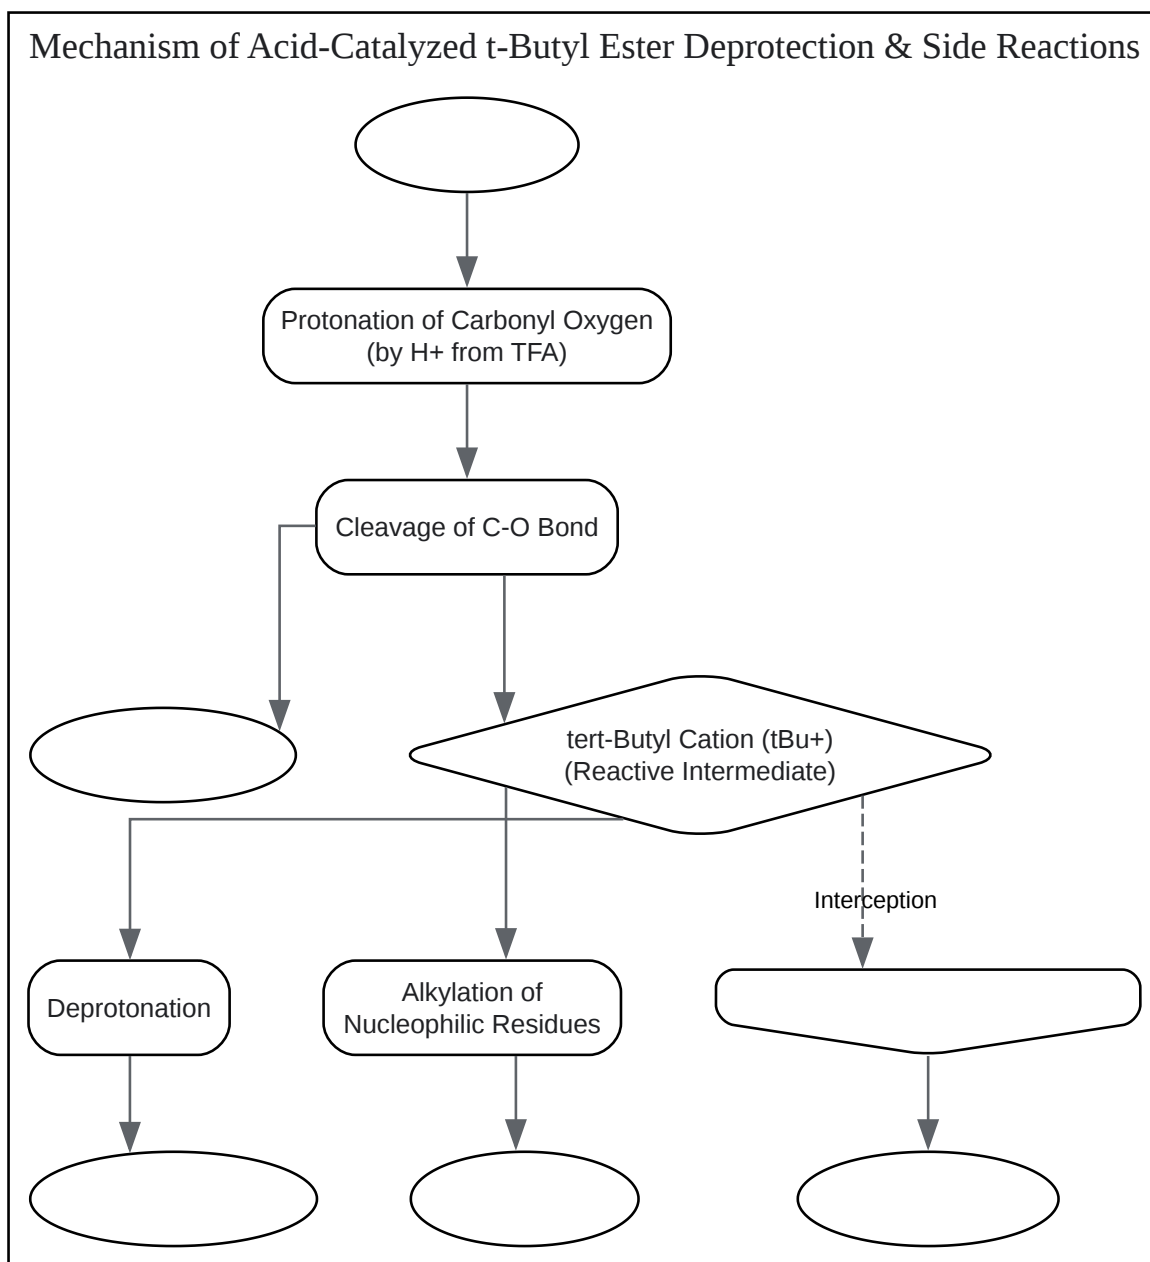 Mechanism of Acid-Catalyzed t-Butyl Ester Deprotection & Side Reactions
Protonation of Carbonyl Oxygen
(by H+ from TFA)
Cleavage of C-O Bond
tert-Butyl Cation (tBu+)
(Reactive Intermediate)
Interception
Deprotonation
Alkylation of
Nucleophilic Residues